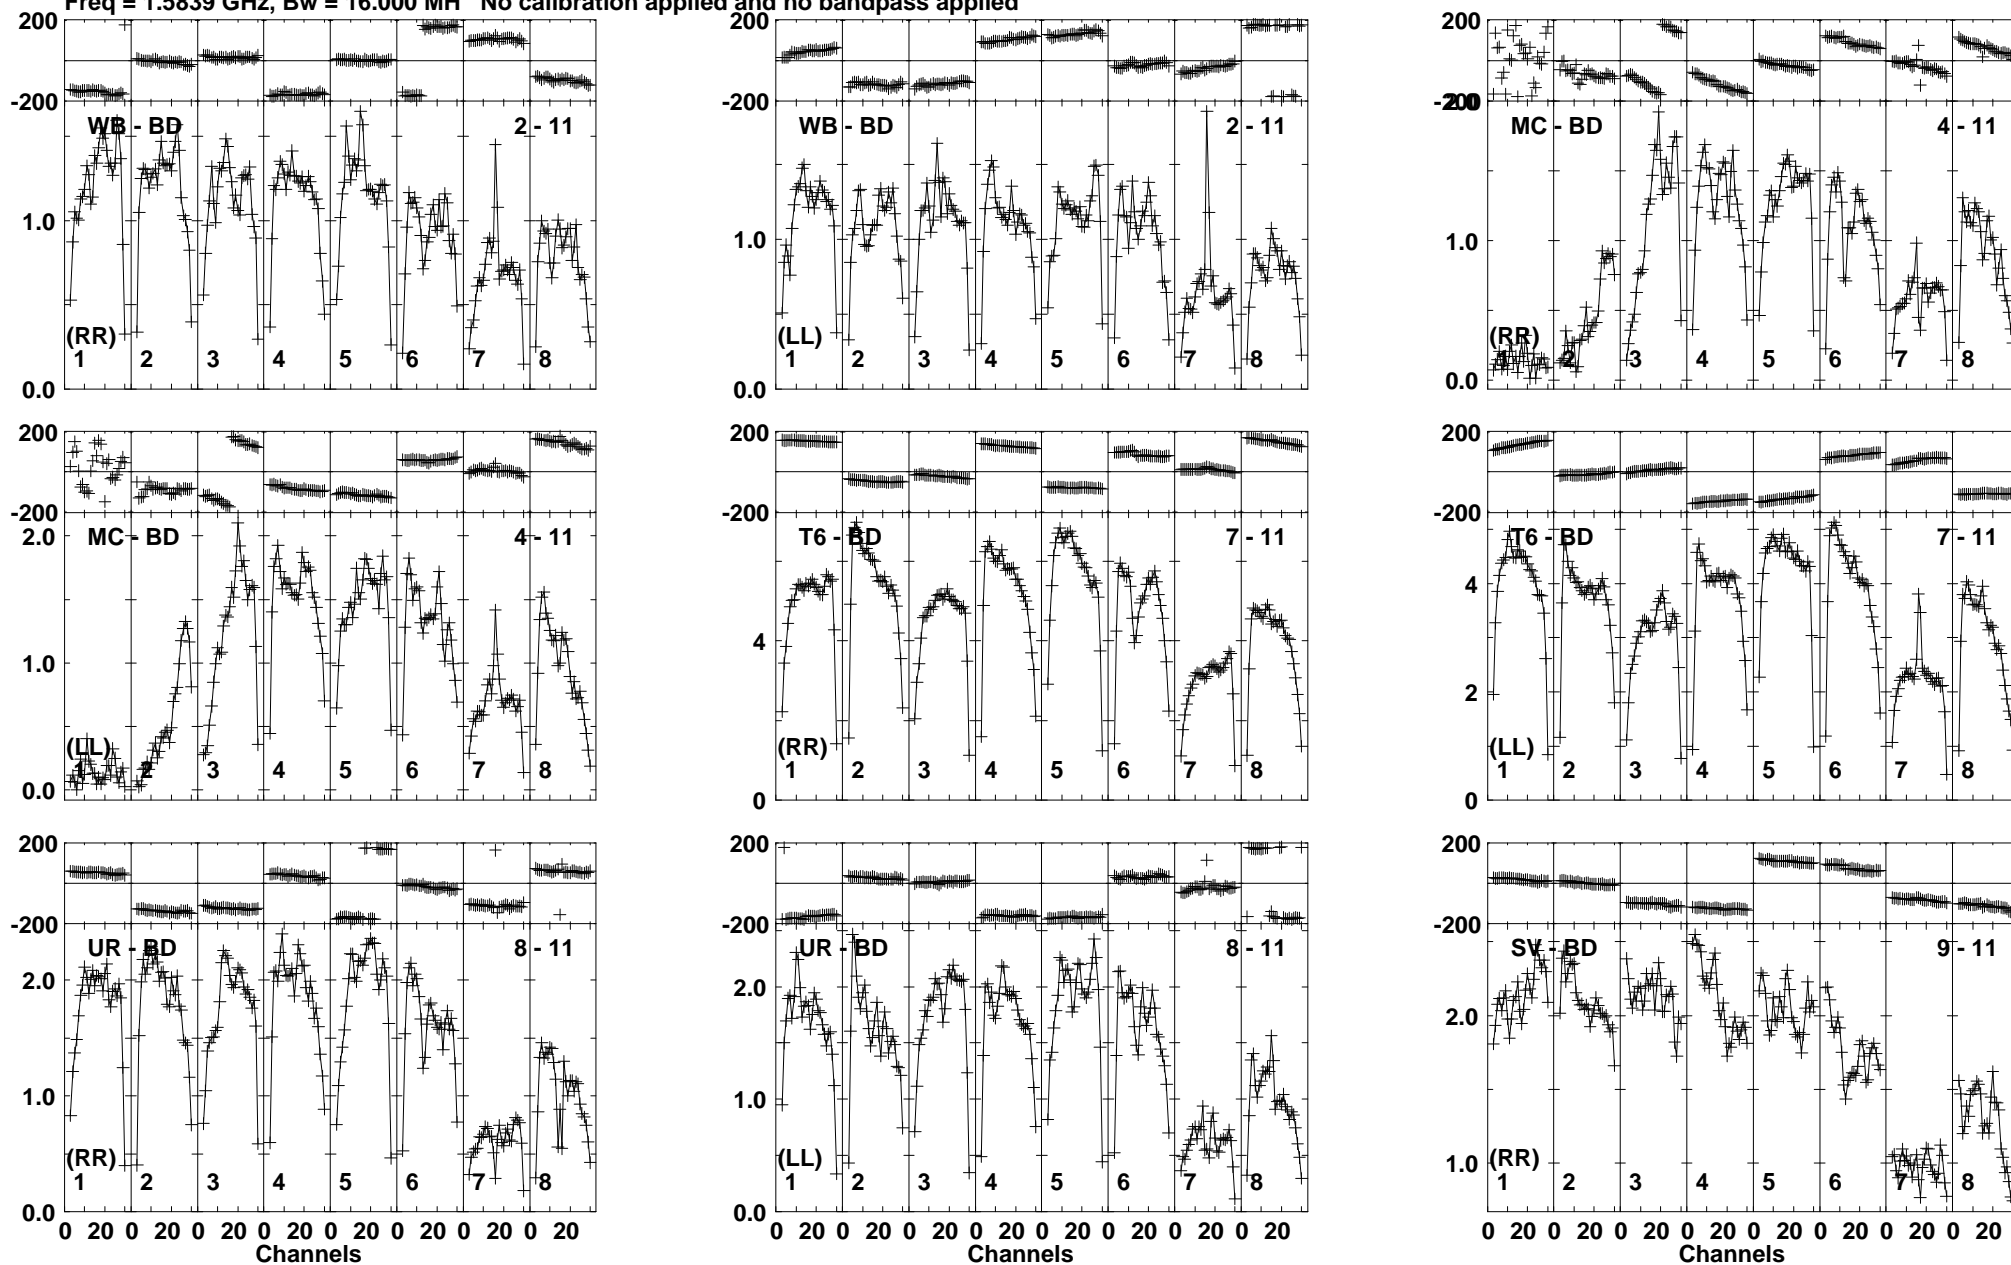 Freq = 1.5839 GHz, Bw = 16.000 MH No calibration applied and no bandpass applied
200 200 200
-200 -200 -200
WB - BD 2 - 11 WB - BD 2 - 11 MC - BD 4 - 11
1.0 1.0 1.0
(RR) (LL) (RR)
1 2 3 4 5 6 7 8 1 2 3 4 5 6 7 8 1 2 3 4 5 6 7 8
0.0 0.0 0.0
200 200 200
-200 -200 -200
MC - BD 4 - 11 T6 - BD 7 - 11 T6 - BD 7 - 11
2.0
4 4
1.0
2
(LL) (RR) (LL)
1 2 3 4 5 6 7 8 1 2 3 4 5 6 7 8 1 2 3 4 5 6 7 8
0.0 0 0
200 200 200
-200 -200 -200
UR - BD 8 - 11 UR - BD 8 - 11 SV - BD 9 - 11
2.0 2.0 2.0
1.0 1.0 1.0
(RR) (LL) (RR)
1 2 3 4 5 6 7 8 1 2 3 4 5 6 7 8 1 2 3 4 5 6 7 8
0.0 0.0
0 20 0 20 0 20 0 20 0 20 0 20 0 20 0 20 0 20 0 20 0 20 0 20 0 20 0 20 0 20 0 20 0 20 0 20 0 20 0 20 0 20 0 20 0 20 0 20
Channels Channels Channels